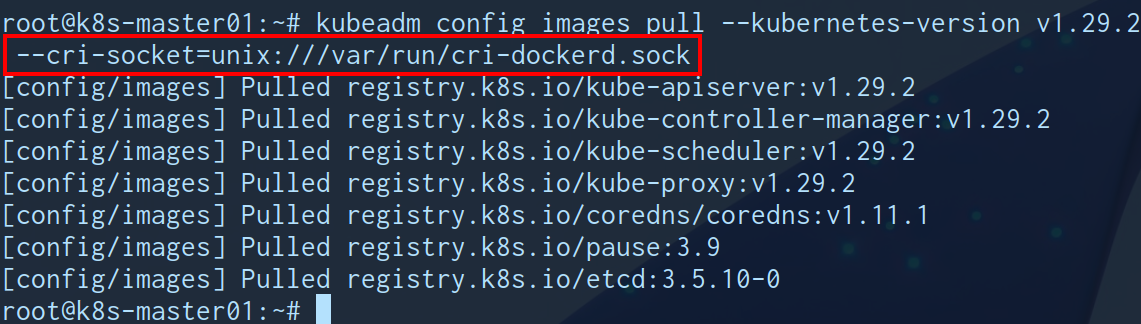 root@k8s-master01:~# kubeadm config images pull --kubernetes-version v1.29.2
--cri-socket=unix:///var/run/cri-dockerd.sock
[config/images] Pulled registry.k8s.io/kube-apiserver:v1.29.2
[config/images] Pulled registry.k8s.io/kube-controller-manager:v1.29.2
[config/images] Pulled registry.k8s.io/kube-scheduler:v1.29.2
[config/images] Pulled registry.k8s.io/kube-proxy:v1.29.2
[config/images] Pulled registry.k8s.io/coredns/coredns:v1.11.1
[config/images] Pulled registry.k8s.io/pause:3.9
[config/images] Pulled registry.k8s.io/etcd:3.5.10-0
root@k8s-master01:~#